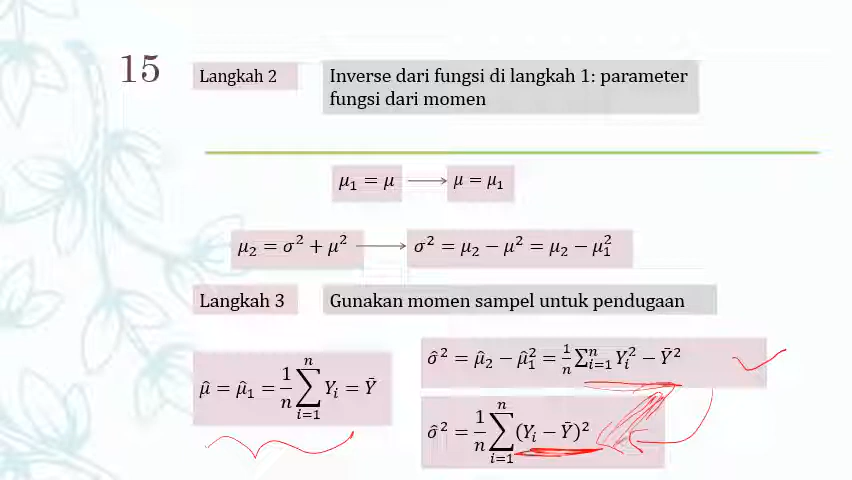 15
Langkah 2
Inverse dari fungsi di langkah 1: parameter
fungsi dari momen
μ₁ = μ ⟶ μ = μ₁
μ₂ = σ² + μ² ⟶ σ² = μ₂ − μ² = μ₂ − μ₁²
Langkah 3
Gunakan momen sampel untuk pendugaan
μ̂ = μ̂₁ = 1/n ∑ᵢ₌₁ⁿ Yᵢ = Ȳ
σ̂² = μ̂₂ − μ̂₁² = 1/n ∑ᵢ₌₁ⁿ Yᵢ² − Ȳ²
σ̂² = 1/n ∑ᵢ₌₁ⁿ (Yᵢ − Ȳ)²